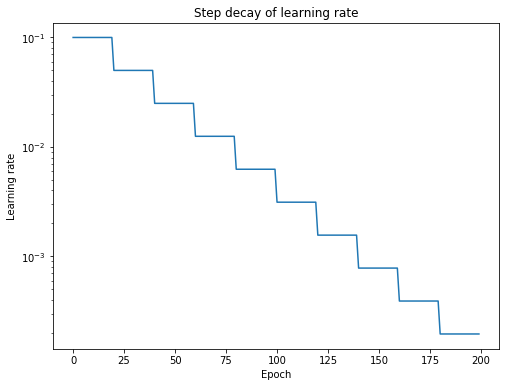 Step decay of learning rate
Learning rate
10⁻¹
10⁻²
10⁻³
0 25 50 75 100 125 150 175 200
Epoch